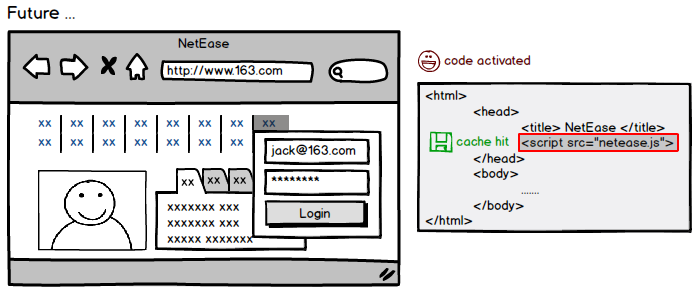 Future ...
NetEase
http://www.163.com
xx xx xx xx xx xx xx xx
xx xx xx xx xx xx xx
jack@163.com
********
Login
xx xx xx
xxxxxxx xxx
xxxxxx xxx
xxxxx xxxxxxx
code activated
<html>
<head>
<title> NetEase </title>
cache hit <script src="netease.js">
</head>
<body>
.......
</body>
</html>